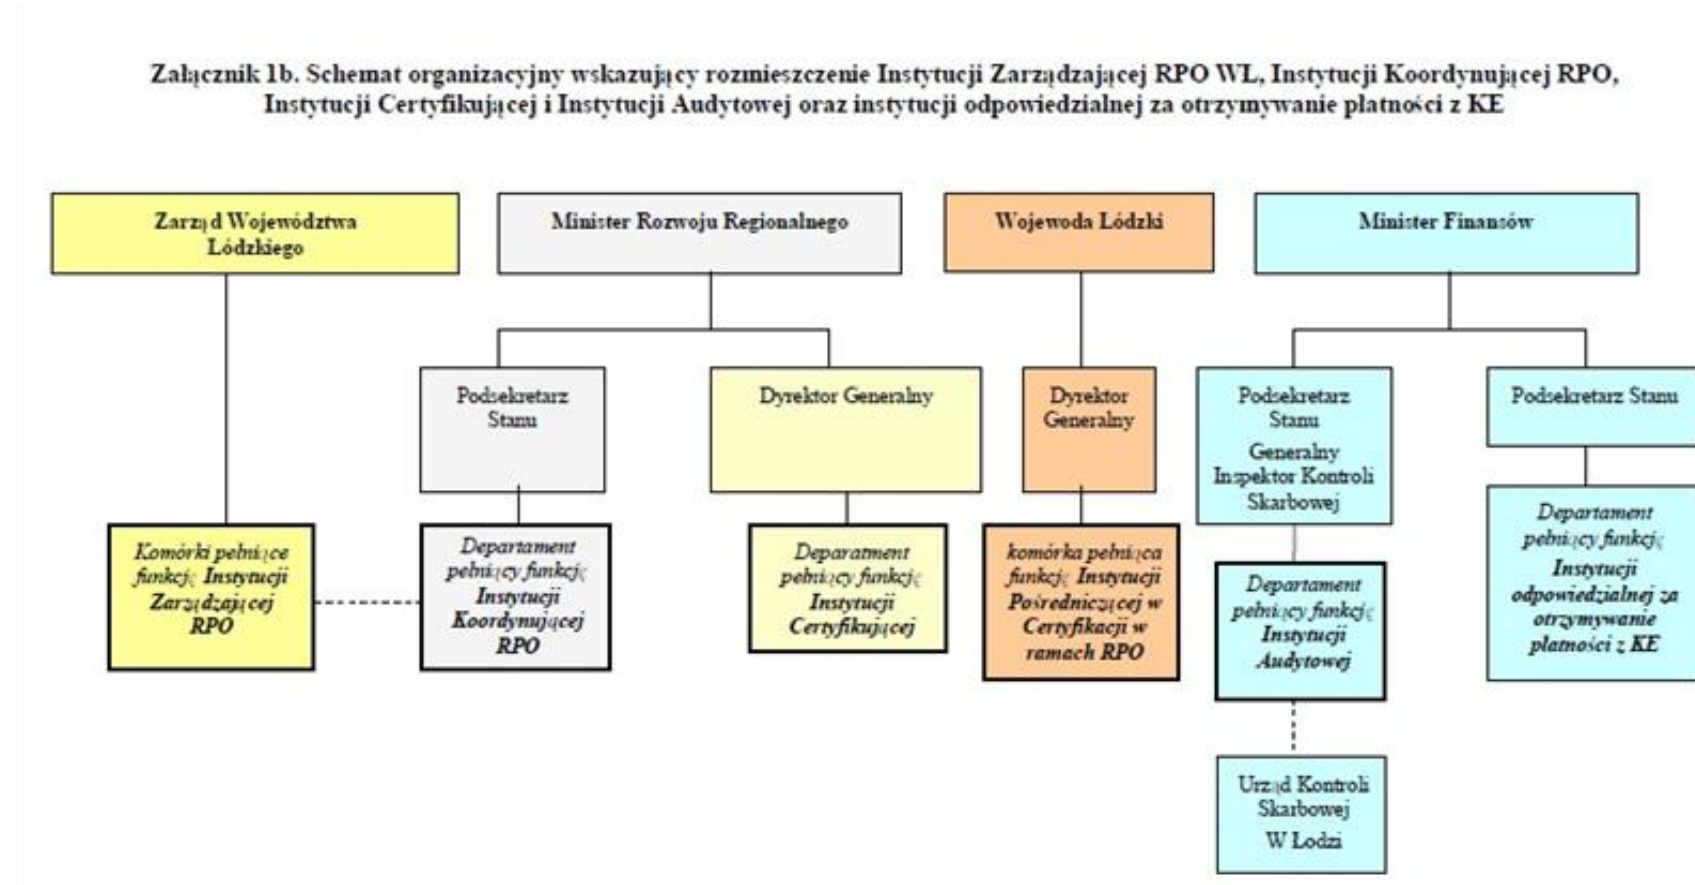 Załącznik 1b. Schemat organizacyjny wskazujący rozmieszczenie Instytucji Zarządzającej RPO WŁ, Instytucji Koordynującej RPO,
Instytucji Certyfikującej i Instytucji Audytowej oraz instytucji odpowiedzialnej za otrzymywanie płatności z KE
Zarząd Województwa
Łódzkiego
Minister Rozwoju Regionalnego
Wojewoda Łódzki
Minister Finansów
Podsekretarz
Stanu
Dyrektor Generalny
Dyrektor
Generalny
Podsekretarz
Stanu
Generalny
Inspektor Kontroli
Skarbowej
Podsekretarz Stanu
Komórki pełniące
funkcję Instytucji
Zarządzającej
RPO
Departament
pełniący funkcję
Instytucji
Koordynującej
RPO
Deparatment
pełniący funkcję
Instytucji
Certyfikującej
komórka pełniąca
funkcję Instytucji
Pośredniczącej w
Certyfikacji w
ramach RPO
Departament
pełniący funkcję
Instytucji
Audytowej
Departament
pełniący funkcję
Instytucji
odpowiedzialnej za
otrzymywanie
płatności z KE
Urząd Kontroli
Skarbowej
W Łodzi